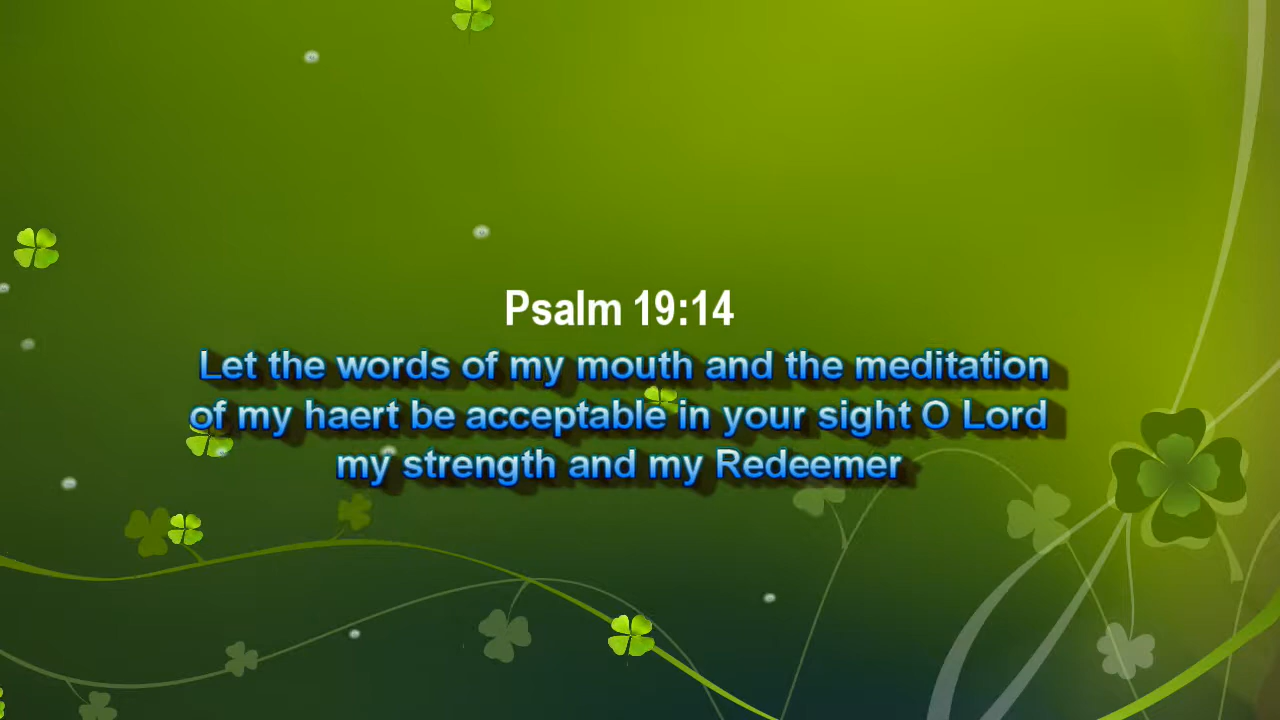 Psalm 19:14
Let the words of my mouth and the meditation
of my haert be acceptable in your sight O Lord
my strength and my Redeemer